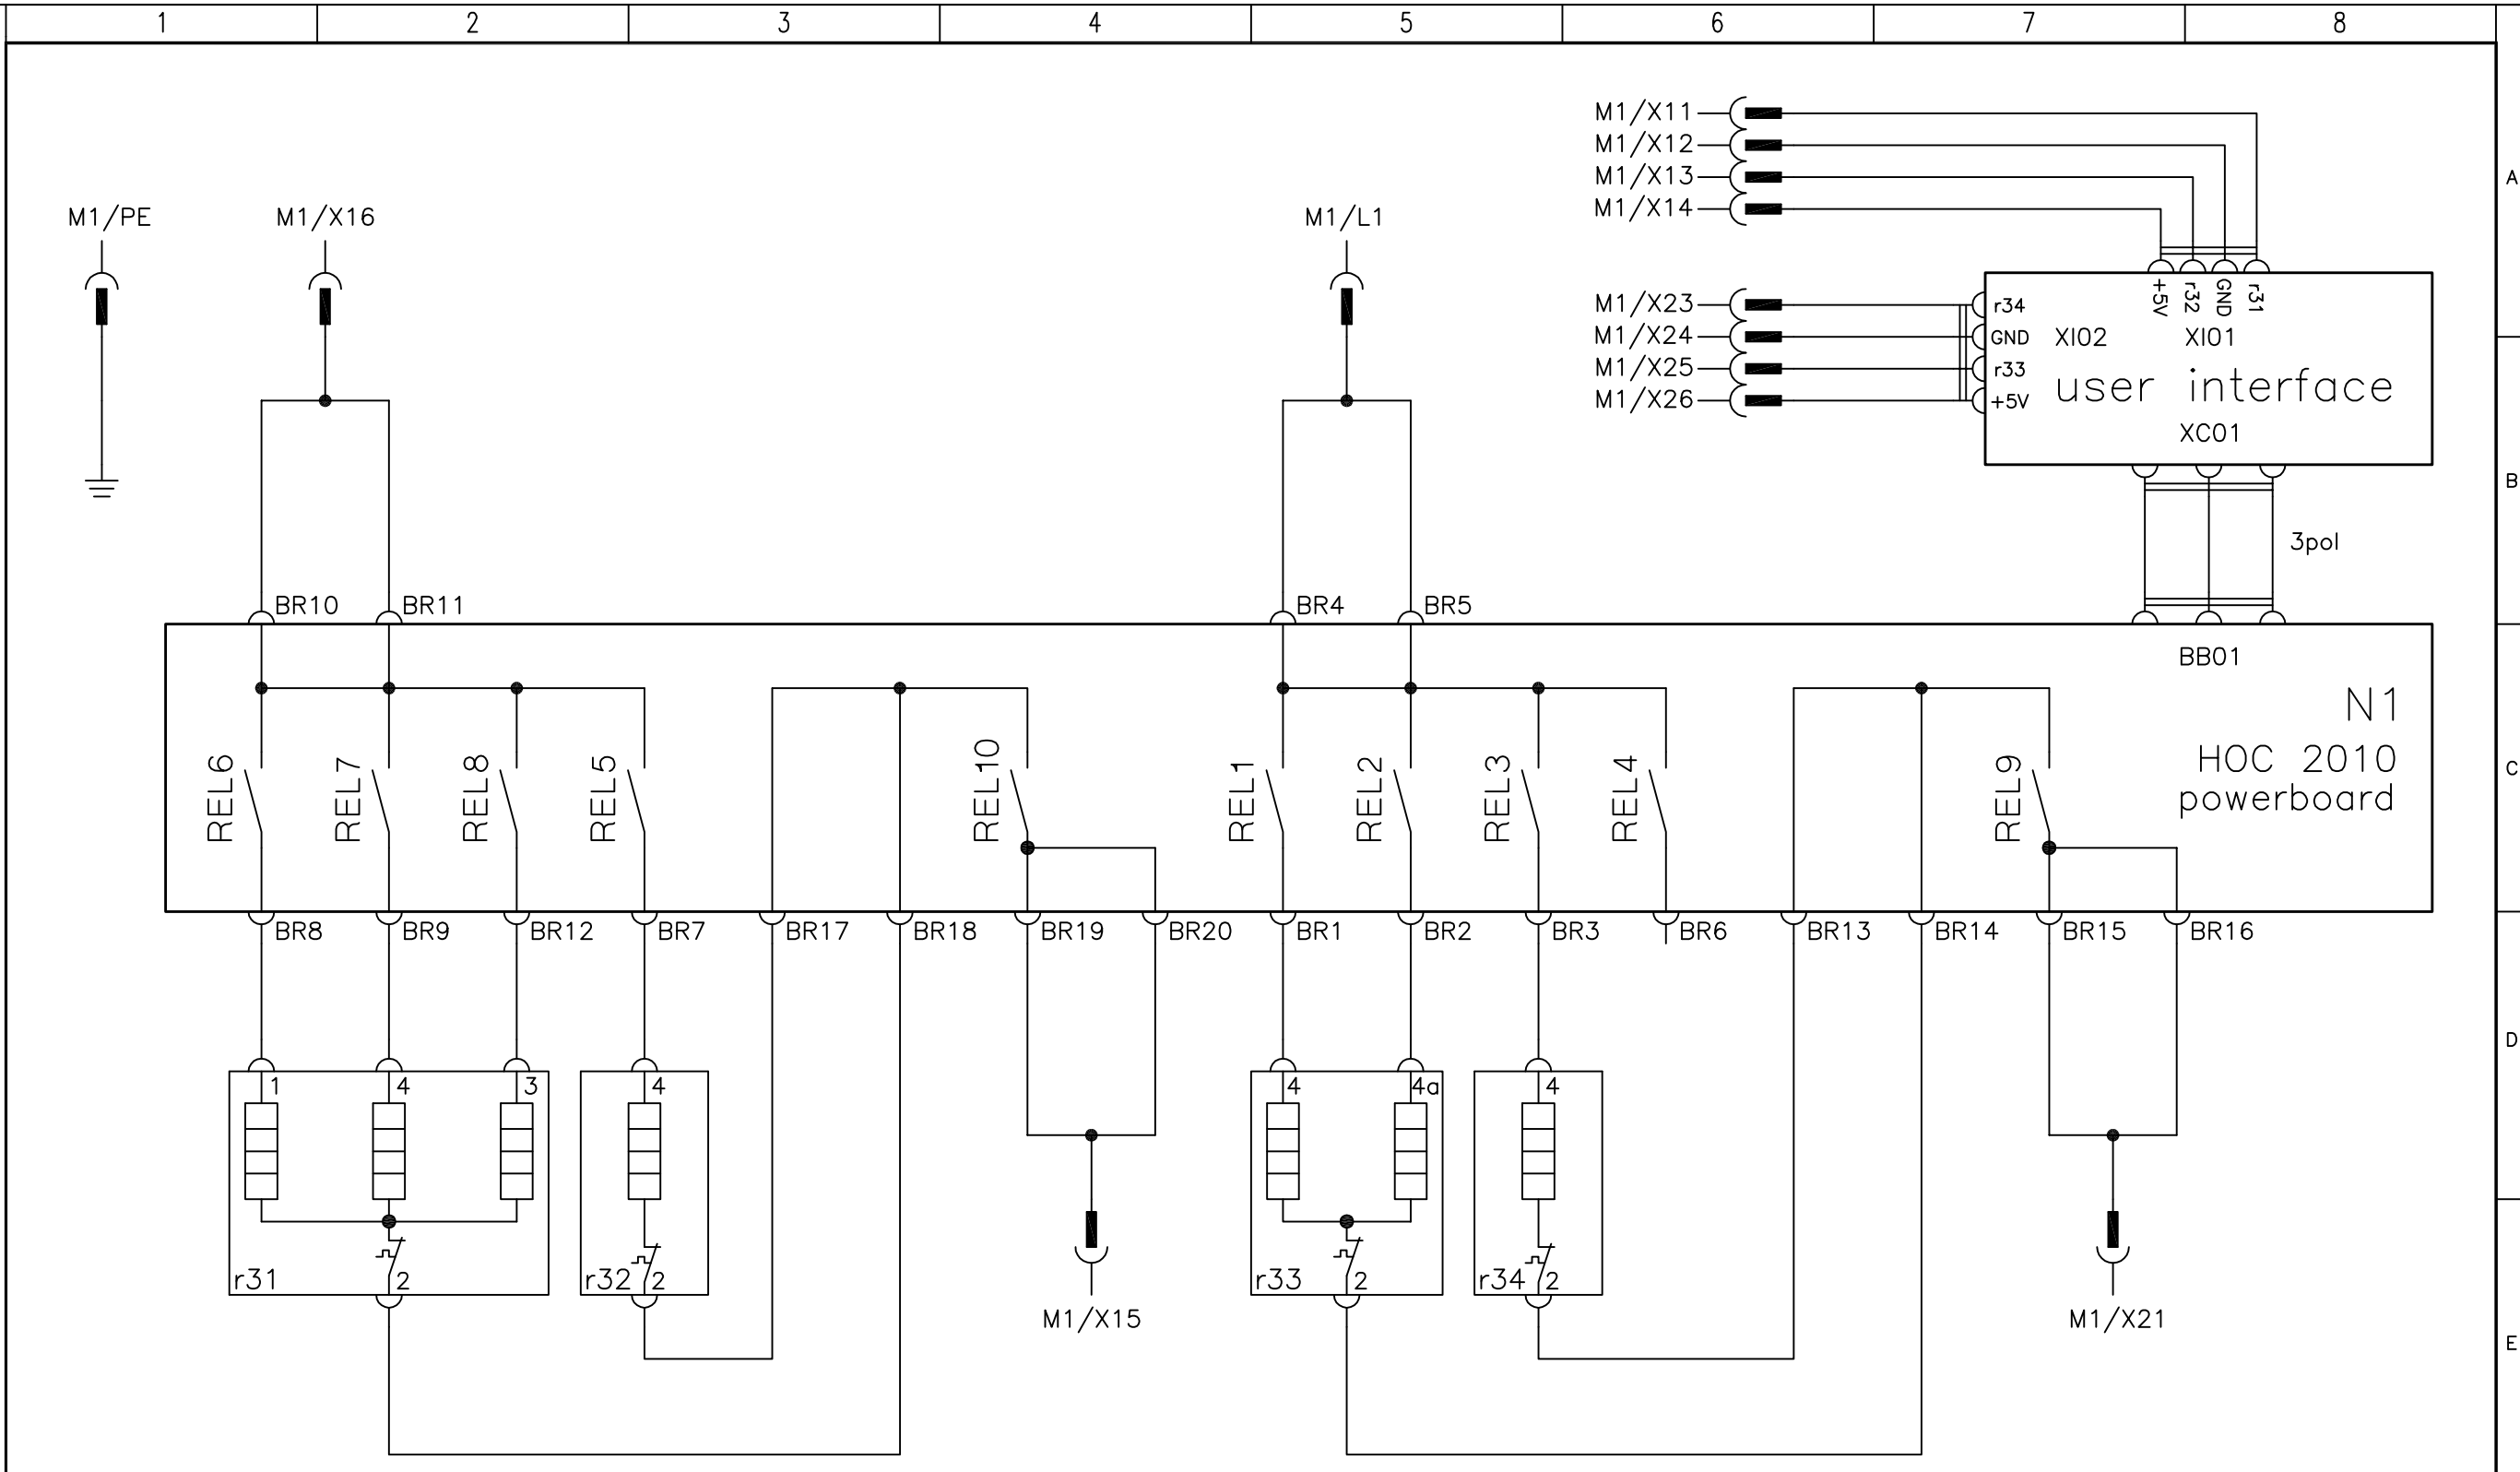 1 2 3 4 5 6 7 8
M1/X11
M1/X12
M1/X13
A
M1/X14
M1/PE M1/X16 M1/L1
+5V r32 GND r31
M1/X23 r34
M1/X24 GND XI02 XI01
M1/X25 r33
user interface
M1/X26 +5V
XC01
B
3pol
BR10 BR11 BR4 BR5
BB01
N1
HOC 2010
powerboard
C
REL6 REL7 REL8 REL5 REL10 REL1 REL2 REL3 REL4 REL9
BR8 BR9 BR12 BR7 BR17 BR18 BR19 BR20 BR1 BR2 BR3 BR6 BR13 BR14 BR15 BR16
D
1 4 3 4 4 4a 4
r31 2 r32 2 r33 2 r34 2
M1/X15 M1/X21
E